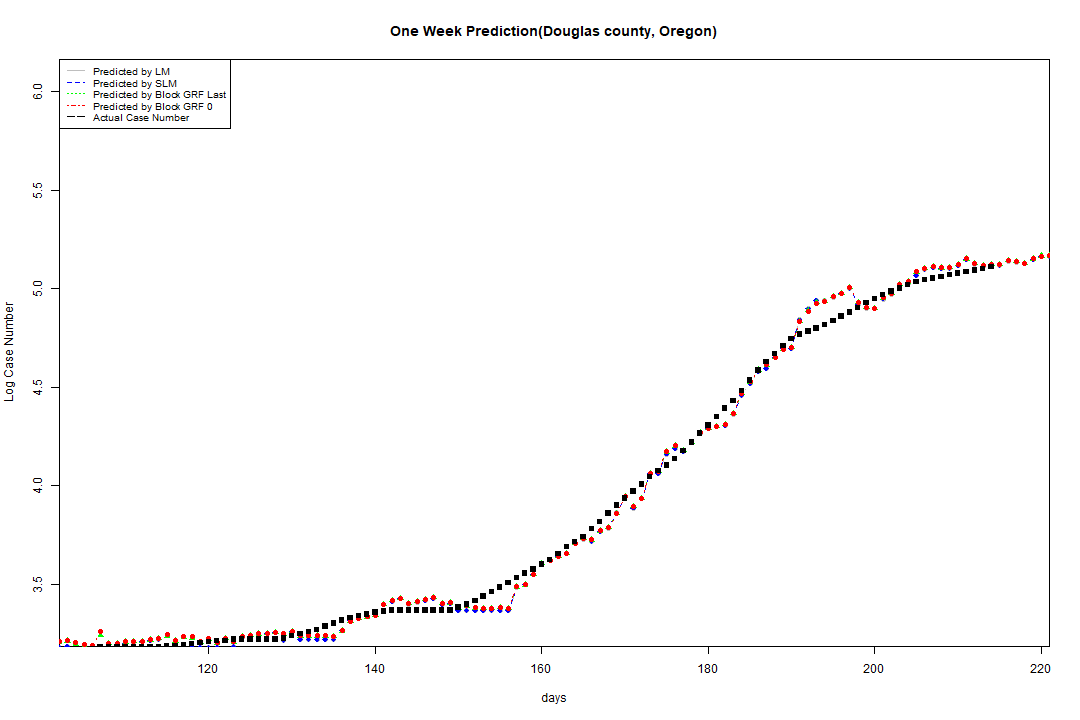 One Week Prediction(Douglas county, Oregon)
Predicted by LM
Predicted by SLM
Predicted by Block GRF Last
Predicted by Block GRF 0
Actual Case Number
6.0
5.5
5.0
4.5
4.0
3.5
Log Case Number
120 140 160 180 200 220
days